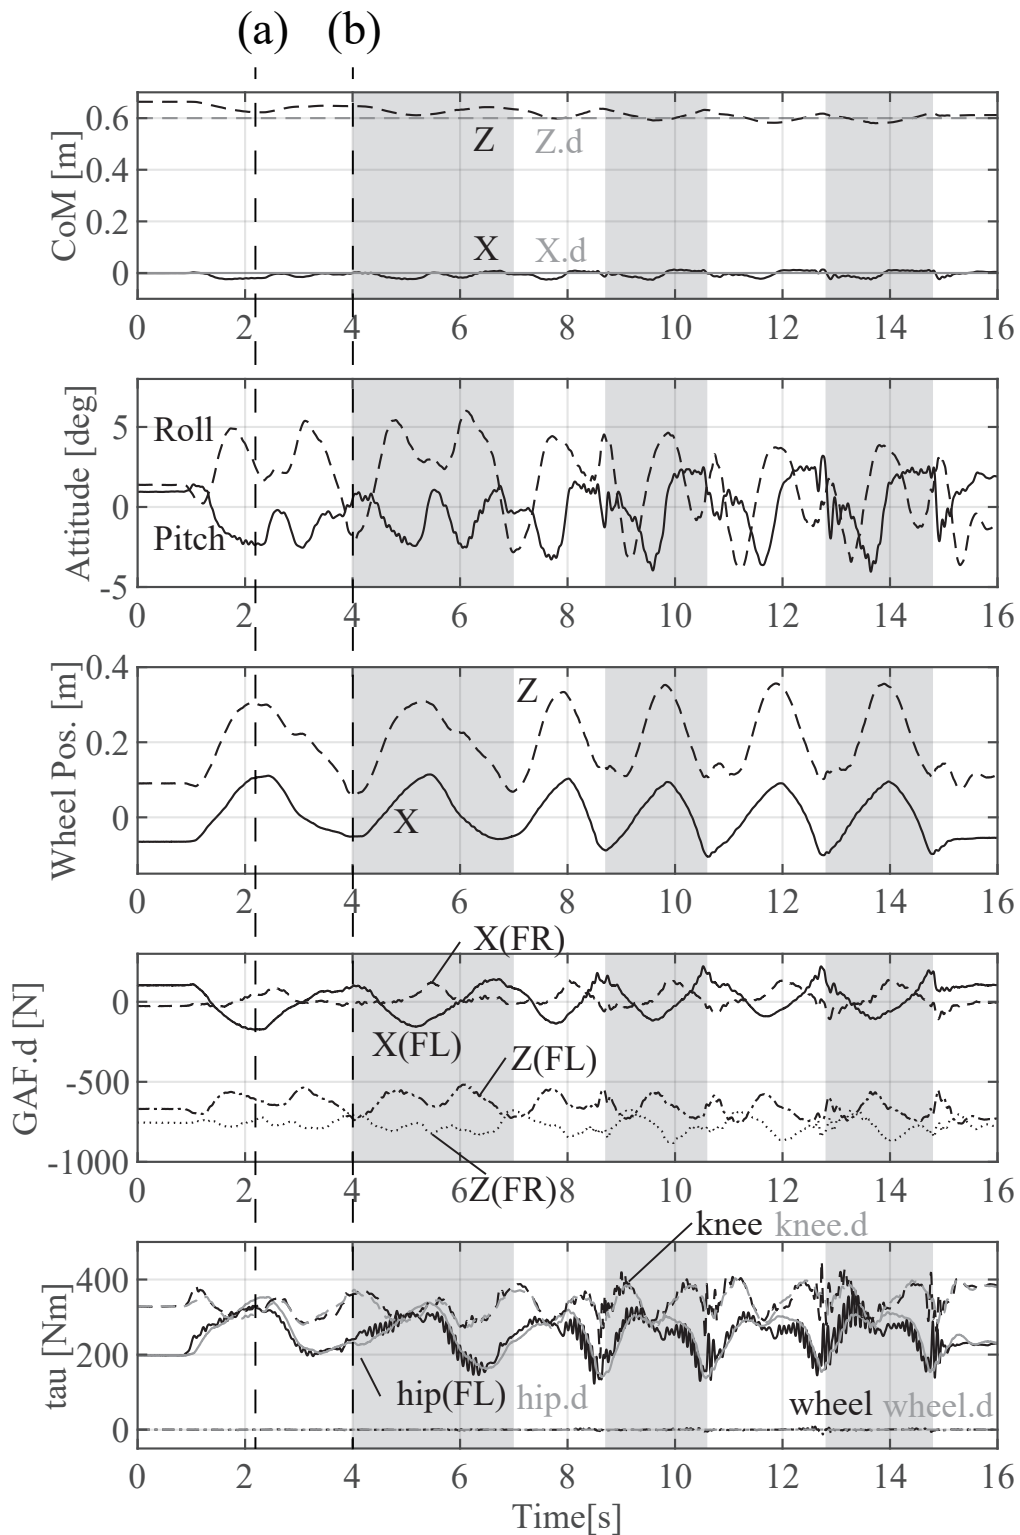 (a) (b)
CoM [m]
0.6
0.4
0.2
0
Z Z.d
X X.d
0 2 4 6 8 10 12 14 16
Attitude [deg]
5
0
-5
Roll
Pitch
0 2 4 6 8 10 12 14 16
Wheel Pos. [m]
0.4
0.2
0
Z
X
0 2 4 6 8 10 12 14 16
GAF.d [N]
0
-500
-1000
X(FR)
X(FL)
Z(FL)
Z(FR)
0 2 4 6 8 10 12 14 16
tau [Nm]
400
200
0
knee knee.d
hip(FL) hip.d
wheel wheel.d
0 2 4 6 8 10 12 14 16
Time[s]